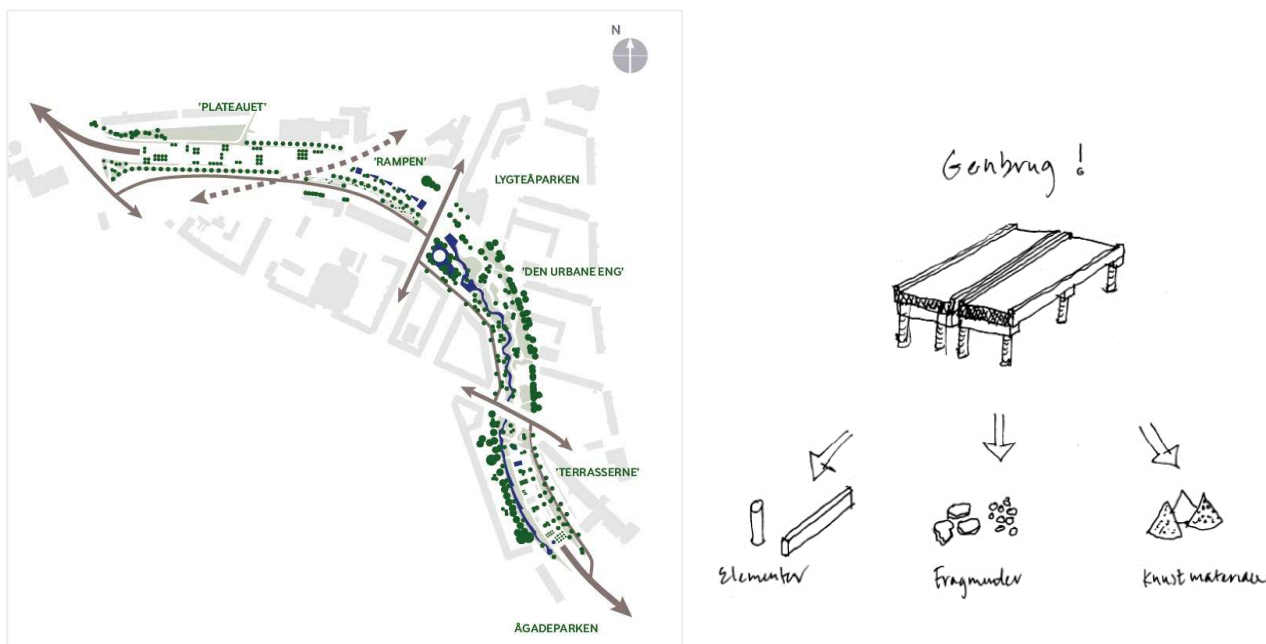 N
'PLATEAUET'
'RAMPEN'
LYGTEÅPARKEN
'DEN URBANE ENG'
'TERRASSERNE'
ÅGADEPARKEN
Genbrug !
Elementer
Fragmenter
Knust materiale